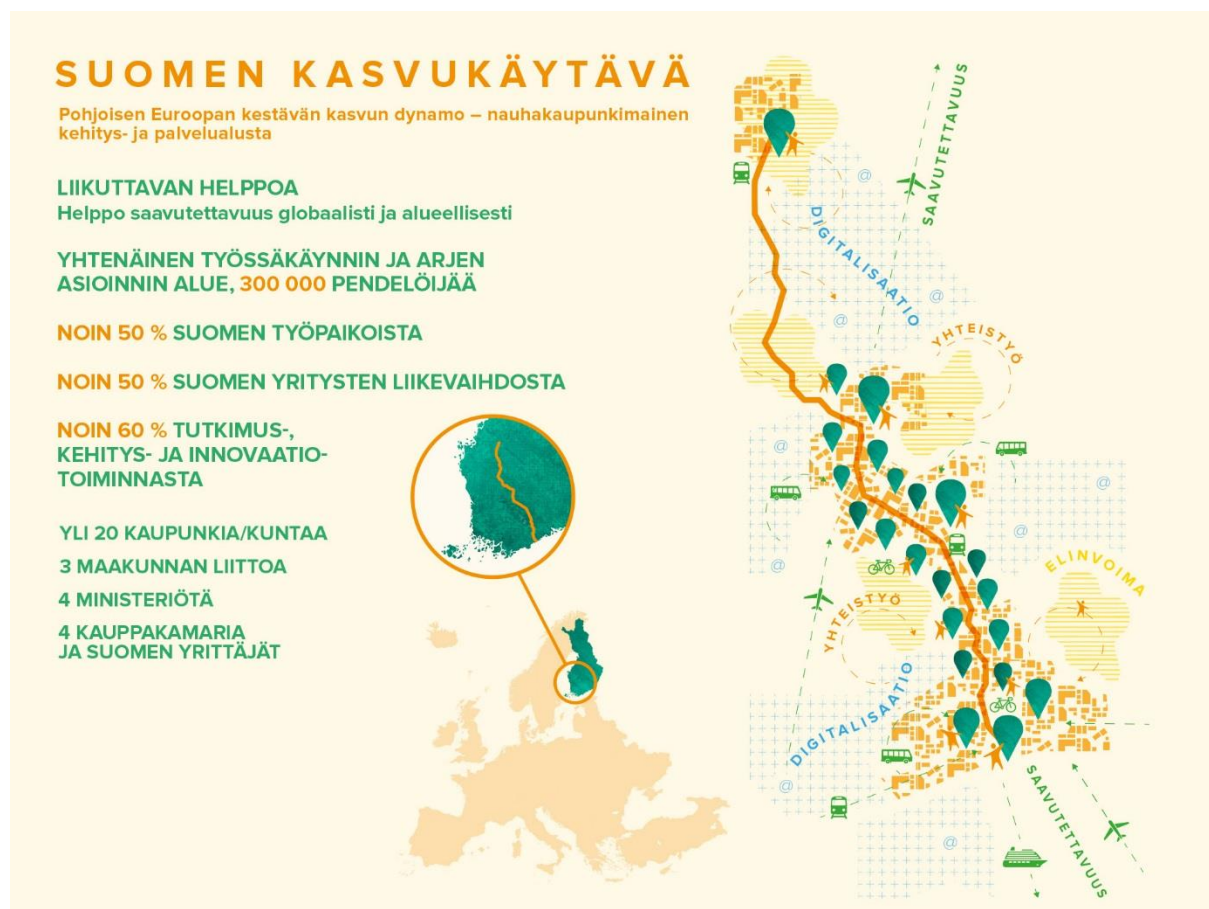 SUOMEN KASVUKÄYTÄVÄ
Pohjoisen Euroopan kestävän kasvun dynamo – nauhakaupunkimainen
kehitys- ja palvelualusta
LIIKUTTAVAN HELPPOA
Helppo saavutettavuus globaalisti ja alueellisesti
YHTENÄINEN TYÖSSÄKÄYNNIN JA ARJEN
ASIOINNIN ALUE, 300 000 PENDELÖIJÄÄ
NOIN 50 % SUOMEN TYÖPAIKOISTA
NOIN 50 % SUOMEN YRITYSTEN LIIKEVAIHDOSTA
NOIN 60 % TUTKIMUS-,
KEHITYS- JA INNOVAATIO-
TOIMINNASTA
YLI 20 KAUPUNKIA/KUNTAA
3 MAAKUNNAN LIITTOA
4 MINISTERIÖTÄ
4 KAUPPAKAMARIA
JA SUOMEN YRITTÄJÄT
SAAVUTETTAVUUS
@
DIGITALISAATIO
@
@
YHTEISTYÖ
@
@
@
@
ELINVOIMA
YHTEISTYÖ
DIGITALISAATIO
@
@
SAAVUTETTAVUUS